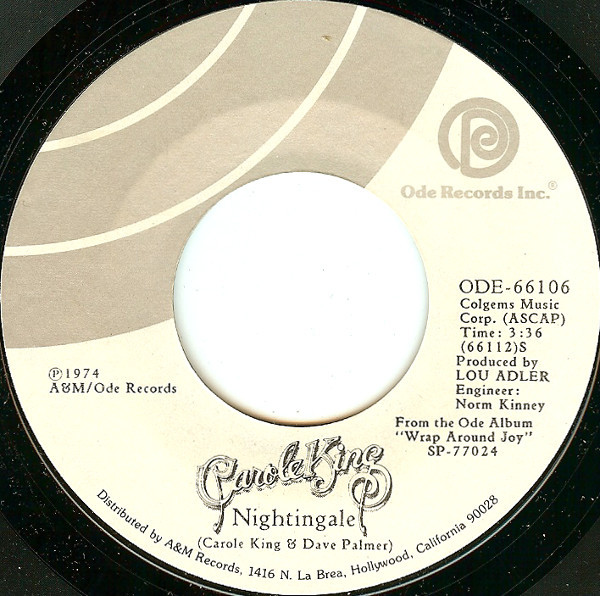 Ode Records Inc.®
ODE-66106
Colgems Music
Corp. (ASCAP)
Time: 3:36
(66112)S
Produced by
LOU ADLER
Engineer:
Norm Kinney
From the Ode Album
"Wrap Around Joy"
SP-77024
℗1974
A&M/Ode Records
Carole King
Nightingale
(Carole King & Dave Palmer)
Distributed by A&M Records, 1416 N. La Brea, Hollywood, California 90028